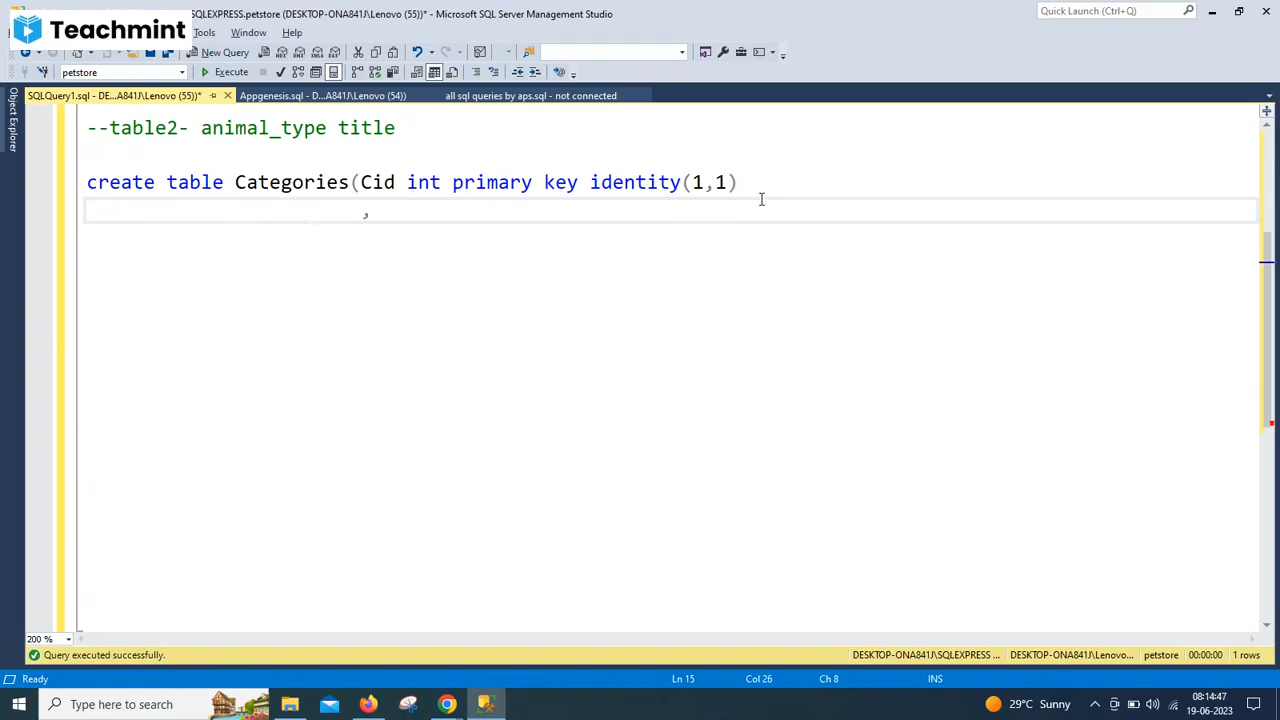 SQLEXPRESS.petstore (DESKTOP-ONA841J\Lenovo (55))* - Microsoft SQL Server Management Studio
Quick Launch (Ctrl+Q)
Teachmint
Tools Window Help
New Query
petstore
Execute
SQLQuery1.sql - DE...A841J\Lenovo (55))*
Appgenesis.sql - D...A841J\Lenovo (54))
all sql queries by aps.sql - not connected
Object Explorer
--table2- animal_type title
create table Categories(Cid int primary key identity(1,1)
,
200 %
Query executed successfully.
DESKTOP-ONA841J\SQLEXPRESS ... DESKTOP-ONA841J\Lenovo... petstore 00:00:00 1 rows
Ready
Ln 15
Col 26
Ch 8
INS
Type here to search
29°C Sunny
08:14:47
19-06-2023